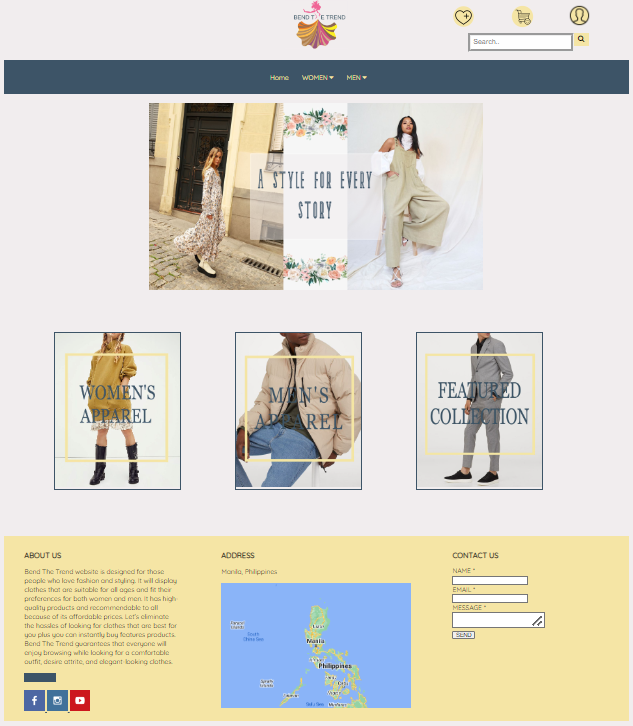 BEND THE TREND
Search..
Home WOMEN MEN
A STYLE FOR EVERY
STORY
WOMEN'S
APPAREL
MEN'S
APPAREL
FEATURED
COLLECTION
ABOUT US
Bend The Trend website is designed for those
people who love fashion and styling. It will display
clothes that are suitable for all ages and fit their
preferences for both women and men. It has high-
quality products and recommendable to all
because of its affordable prices. Let's eliminate
the hassles of looking for clothes that are best for
you plus you can instantly buy features products.
Bend The Trend guarantees that everyone will
enjoy browsing while looking for a comfortable
outfit, desire attrite, and elegant-looking clothes.
ADDRESS
Manila, Philippines
South
China Sea
Luzon
Manila
Philippines
CONTACT US
NAME *
EMAIL *
MESSAGE *
SEND